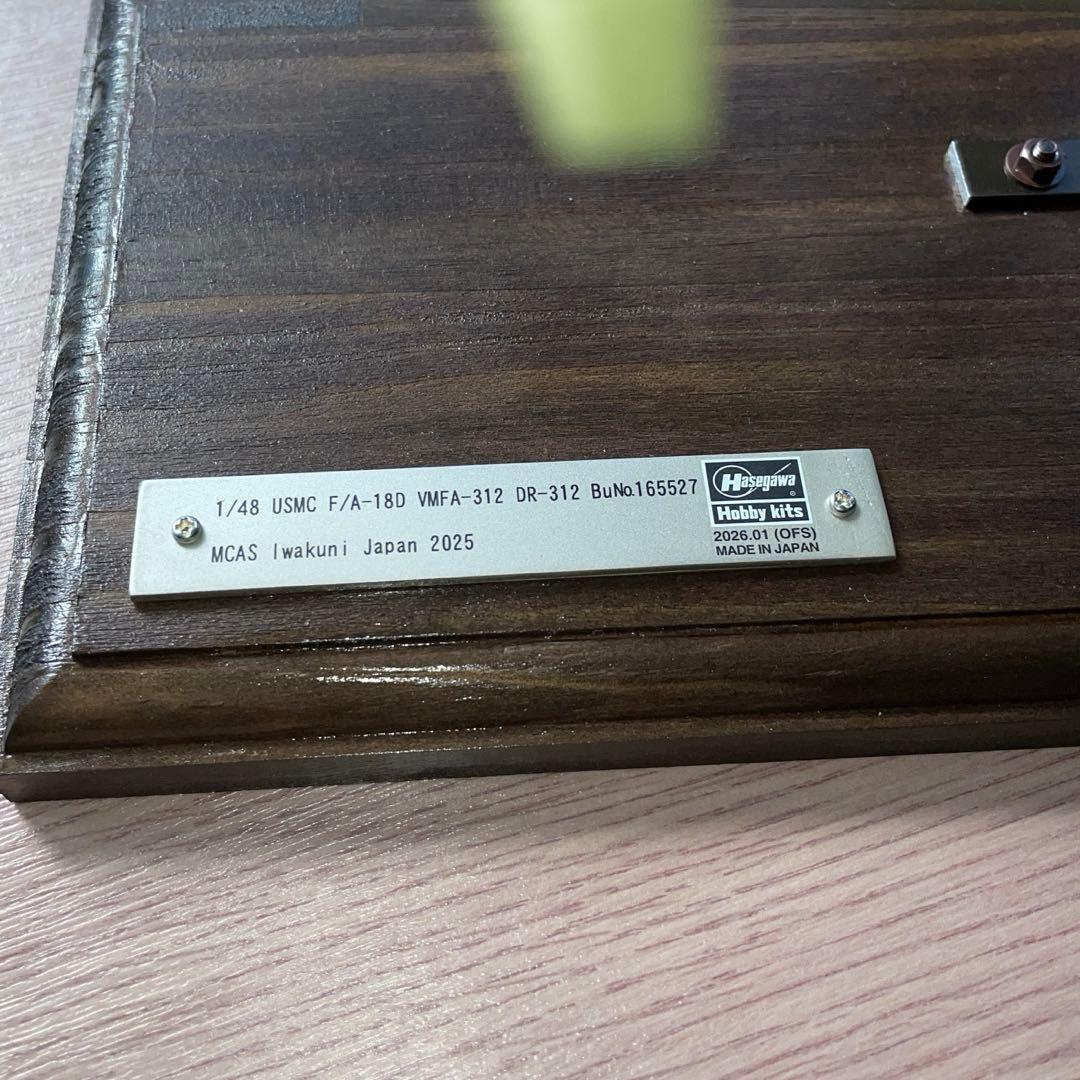 1/48 USMC F/A-18D VMFA-312 DR-312 BuNo.165527
MCAS Iwakuni Japan 2025
Hasegawa
Hobby kits
2026.01 (OFS)
MADE IN JAPAN